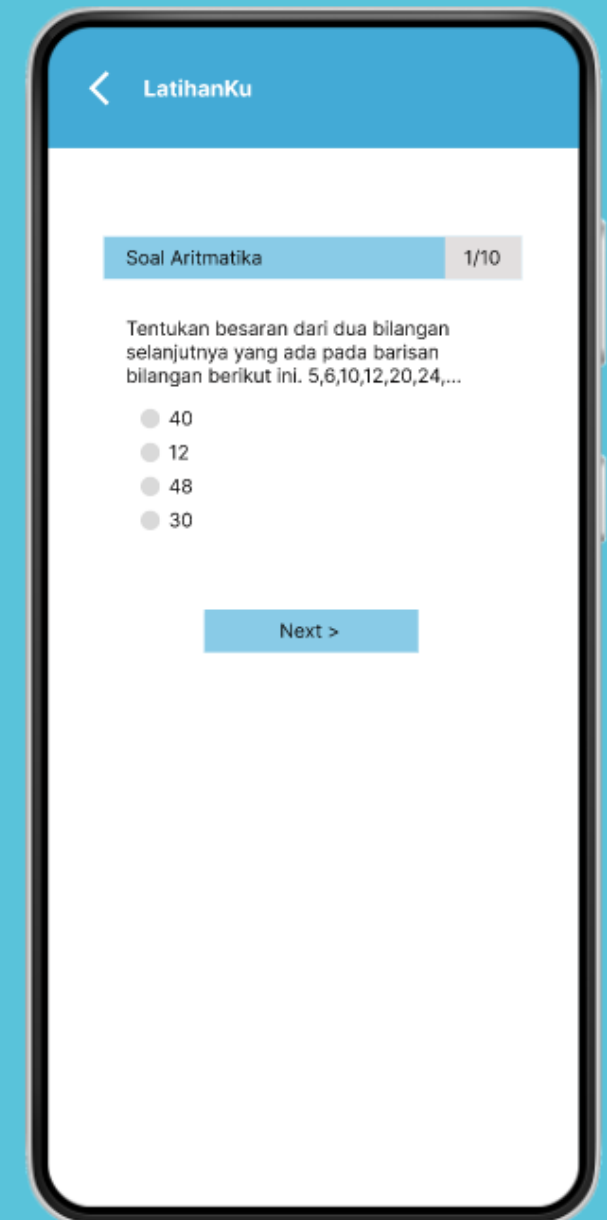 LatihanKu
Soal Aritmatika 1/10
Tentukan besaran dari dua bilangan
selanjutnya yang ada pada barisan
bilangan berikut ini. 5,6,10,12,20,24,...
40
12
48
30
Next >